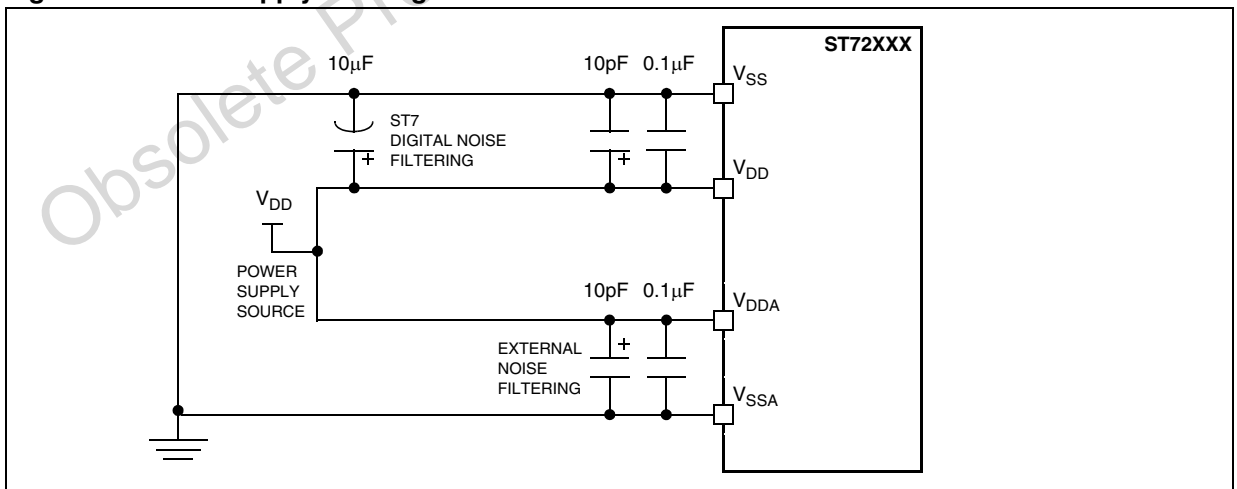 ST72XXX
10μF
10pF 0.1μF
VSS
ST7
DIGITAL NOISE
FILTERING
+
+
VDD
VDD
POWER
SUPPLY
SOURCE
10pF 0.1μF
VDDA
EXTERNAL
NOISE
FILTERING
+
VSSA
Obsolete